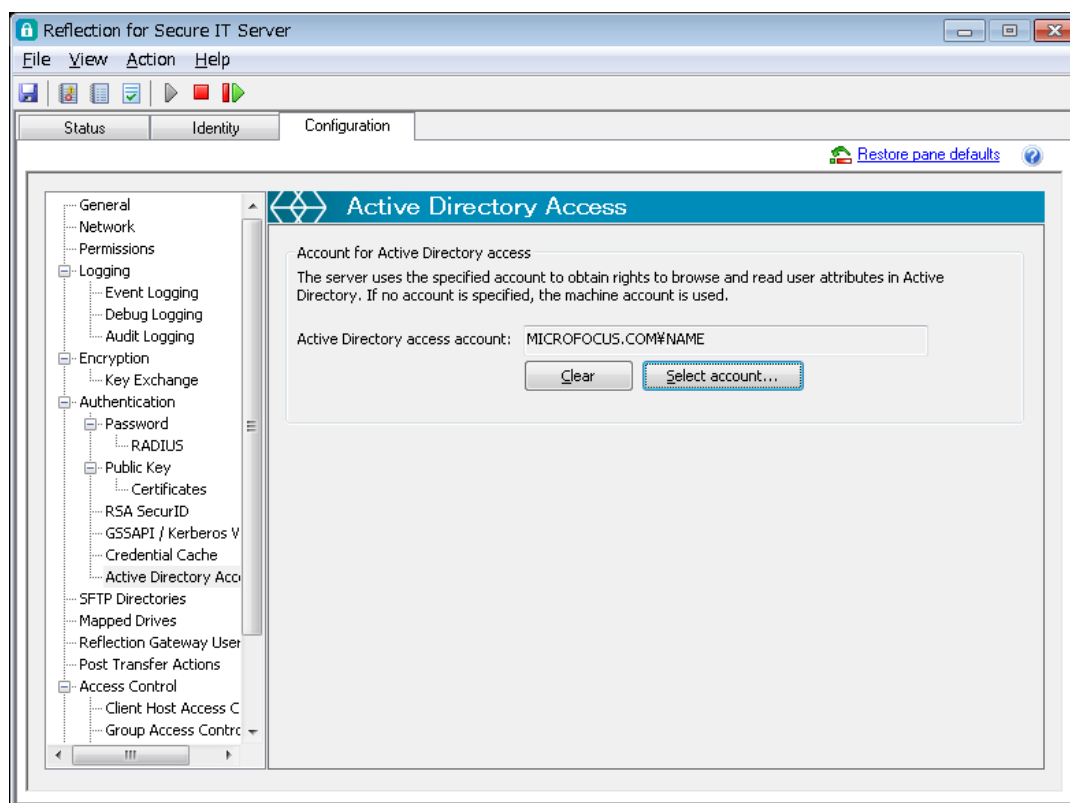 Reflection for Secure IT Server
File View Action Help
Status Identity Configuration
Restore pane defaults
General
Network
Permissions
Logging
Event Logging
Debug Logging
Audit Logging
Encryption
Key Exchange
Authentication
Password
RADIUS
Public Key
Certificates
RSA SecurID
GSSAPI / Kerberos V
Credential Cache
Active Directory Acc
SFTP Directories
Mapped Drives
Reflection Gateway User
Post Transfer Actions
Access Control
Client Host Access C
Group Access Contro
Active Directory Access
Account for Active Directory access
The server uses the specified account to obtain rights to browse and read user attributes in Active
Directory. If no account is specified, the machine account is used.
Active Directory access account: MICROFOCUS.COM¥NAME
Clear Select account...